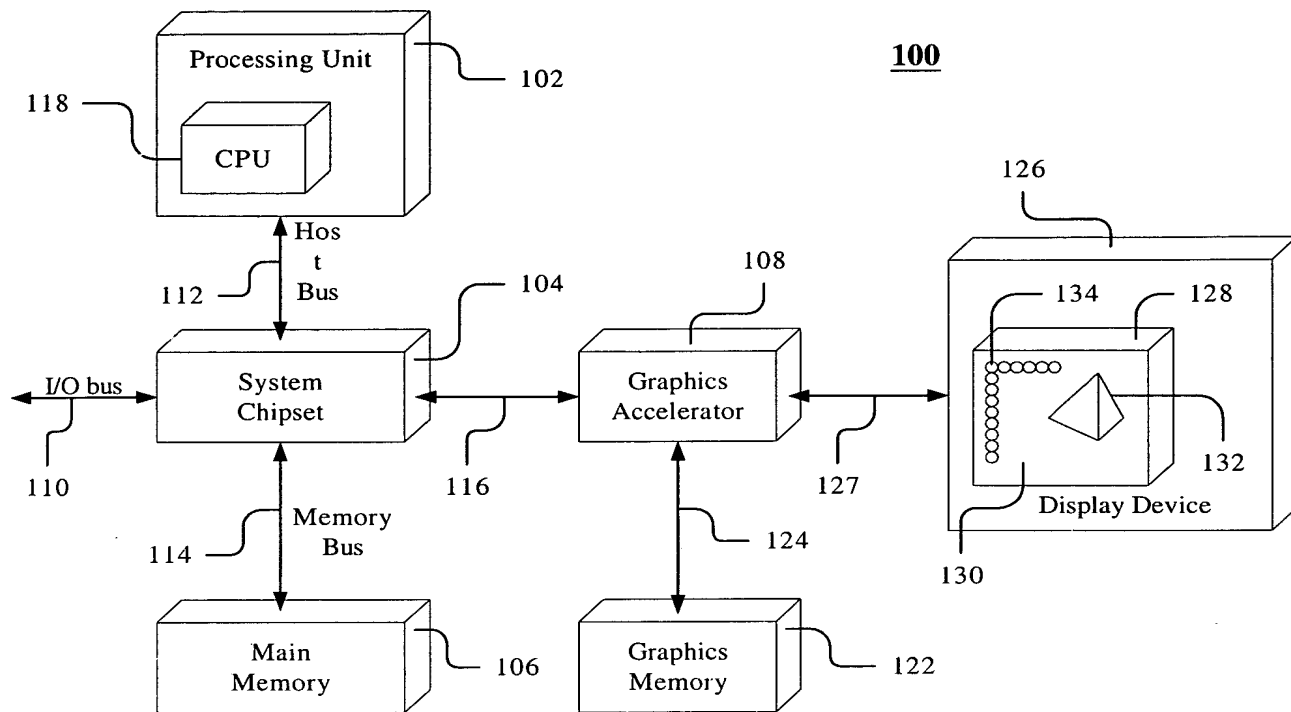 100
Processing Unit
102
118
CPU
126
Hos
t
Bus
112
104
108
134
128
System
Chipset
I/O bus
Graphics
Accelerator
110
116
127
132
Display Device
Memory
Bus
114
124
130
Main
Memory
106
Graphics
Memory
122